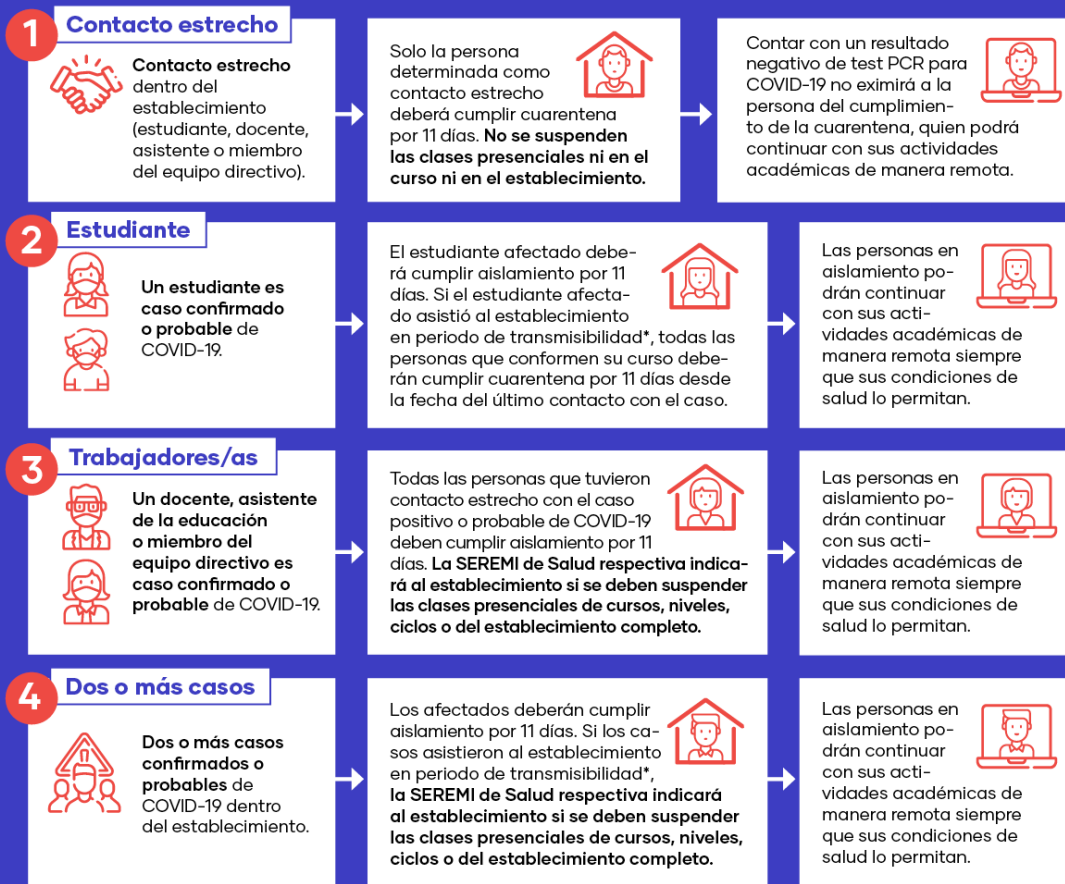 1
Contacto estrecho
Contacto estrecho
dentro del
establecimiento
(estudiante, docente,
asistente o miembro
del equipo directivo).
Solo la persona
determinada como
contacto estrecho
deberá cumplir cuarentena
por 11 días. No se suspenden
las clases presenciales ni en el
curso ni en el establecimiento.
Contar con un resultado
negativo de test PCR para
COVID-19 no eximirá a la
persona del cumplimien-
to de la cuarentena, quien podrá
continuar con sus actividades
académicas de manera remota.
2
Estudiante
Un estudiante es
caso confirmado
o probable de
COVID-19.
El estudiante afectado debe-
rá cumplir aislamiento por 11
días. Si el estudiante afecta-
do asistió al establecimiento
en periodo de transmisibilidad*, todas las
personas que conformen su curso debe-
rán cumplir cuarentena por 11 días desde
la fecha del último contacto con el caso.
Las personas en
aislamiento po-
drán continuar
con sus acti-
vidades académicas de
manera remota siempre
que sus condiciones de
salud lo permitan.
3
Trabajadores/as
Un docente, asistente
de la educación
o miembro del
equipo directivo es
caso confirmado o
probable de COVID-19.
Todas las personas que tuvieron
contacto estrecho con el caso
positivo o probable de COVID-19
deben cumplir aislamiento por 11
días. La SEREMI de Salud respectiva indica-
rá al establecimiento si se deben suspender
las clases presenciales de cursos, niveles,
ciclos o del establecimiento completo.
Las personas en
aislamiento po-
drán continuar
con sus acti-
vidades académicas de
manera remota siempre
que sus condiciones de
salud lo permitan.
4
Dos o más casos
Dos o más casos
confirmados o
probables de
COVID-19 dentro
del establecimiento.
Los afectados deberán cumplir
aislamiento por 11 días. Si los ca-
sos asistieron al establecimiento
en periodo de transmisibilidad*,
la SEREMI de Salud respectiva indicará
al establecimiento si se deben suspender
las clases presenciales de cursos, niveles,
ciclos o del establecimiento completo.
Las personas en
aislamiento po-
drán continuar
con sus acti-
vidades académicas de
manera remota siempre
que sus condiciones de
salud lo permitan.